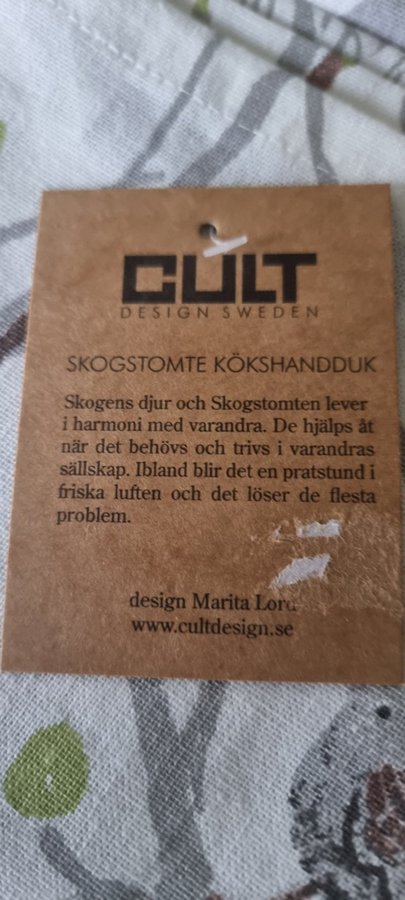 CULT
DESIGN SWEDEN
SKOGSTOMTE KÖKSHANDDUK
Skogens djur och Skogstomten lever
i harmoni med varandra. De hjälps åt
när det behövs och trivs i varandras
sällskap. Ibland blir det en pratstund i
friska luften och det löser de flesta
problem.
design Marita Lord
www.cultdesign.se